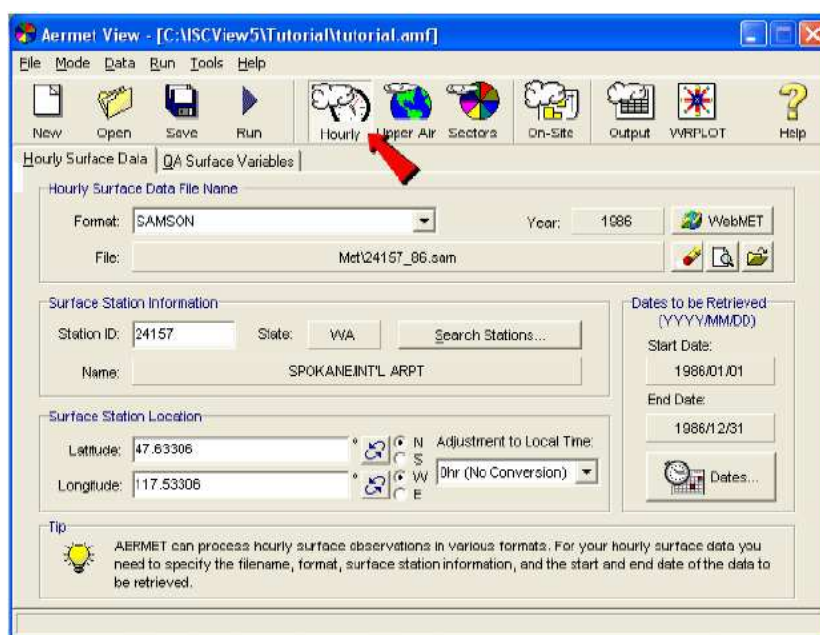 Aermet View - [C:\ISCView5\Tutorial\tutorial.amf]
File Mode Data Run Tools Help
New Open Save Run Hourly Upper Air Sectors On-Site Output WRPLOT Help
Hourly Surface Data QA Surface Variables
Hourly Surface Data File Name
Format: SAMSON Year: 1986 WebMET
File: Met\24157_86.sam
Surface Station Information
Station ID: 24157 State: WA Search Stations...
Name: SPOKANE/INT'L ARPT
Dates to be Retrieved
(YYYY/MM/DD)
Start Date:
1986/01/01
End Date:
1986/12/31
Dates...
Surface Station Location
Latitude: 47.63306 ° N S Adjustment to Local Time:
Longitude: 117.53306 ° W E 0hr (No Conversion)
Tip
AERMET can process hourly surface observations in various formats. For your hourly surface data you
need to specify the filename, format, surface station information, and the start and end date of the data to
be retrieved.